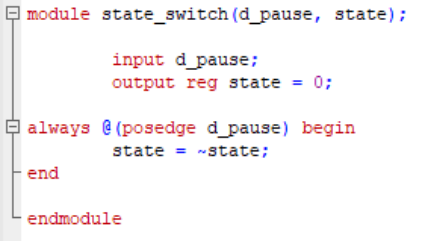 module state_switch(d_pause, state);
input d_pause;
output reg state = 0;
always @(posedge d_pause) begin
state = ~state;
end
endmodule